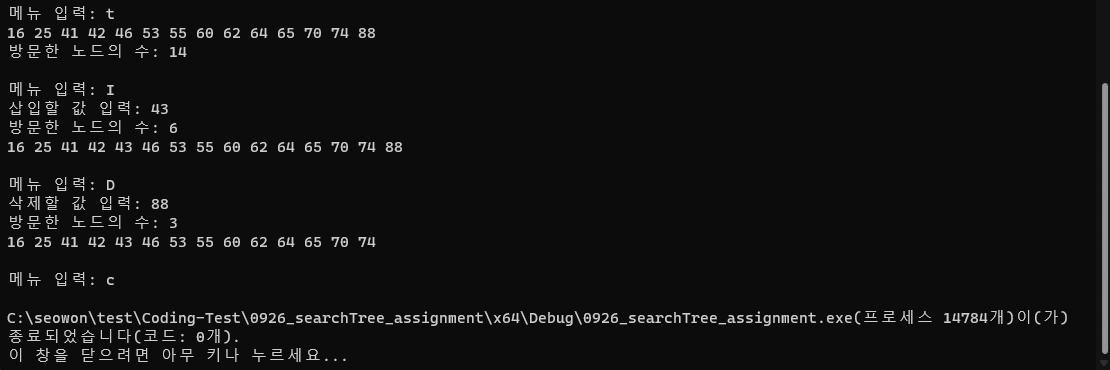 메뉴 입력: t
16 25 41 42 46 53 55 60 62 64 65 70 74 88
방문한 노드의 수: 14
메뉴 입력: I
삽입할 값 입력: 43
방문한 노드의 수: 6
16 25 41 42 43 46 53 55 60 62 64 65 70 74 88
메뉴 입력: D
삭제할 값 입력: 88
방문한 노드의 수: 3
16 25 41 42 43 46 53 55 60 62 64 65 70 74
메뉴 입력: c
C:\seowon\test\Coding-Test\0926_searchTree_assignment\x64\Debug\0926_searchTree_assignment.exe(프로세스 14784개)이(가)
종료되었습니다(코드: 0개).
이 창을 닫으려면 아무 키나 누르세요...